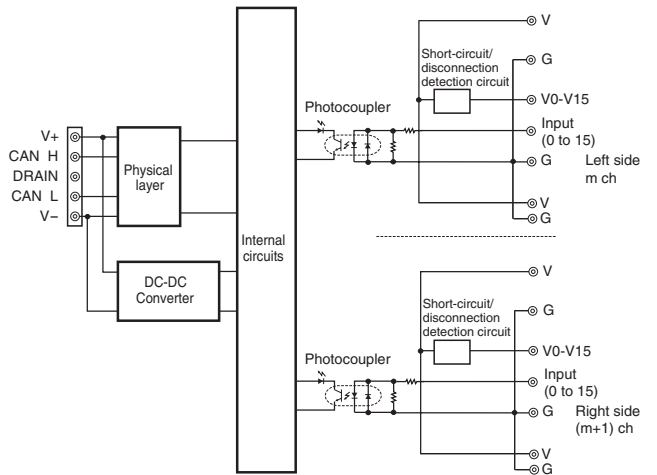 V+
CAN H
DRAIN
CAN L
V−
Physical
layer
DC-DC
Converter
Internal
circuits
Photocoupler
Short-circuit/
disconnection
detection circuit
V
G
V0-V15
Input
(0 to 15)
G
Left side
m ch
V
G
Photocoupler
Short-circuit/
disconnection
detection circuit
V
G
V0-V15
Input
(0 to 15)
G
Right side
(m+1) ch
V
G